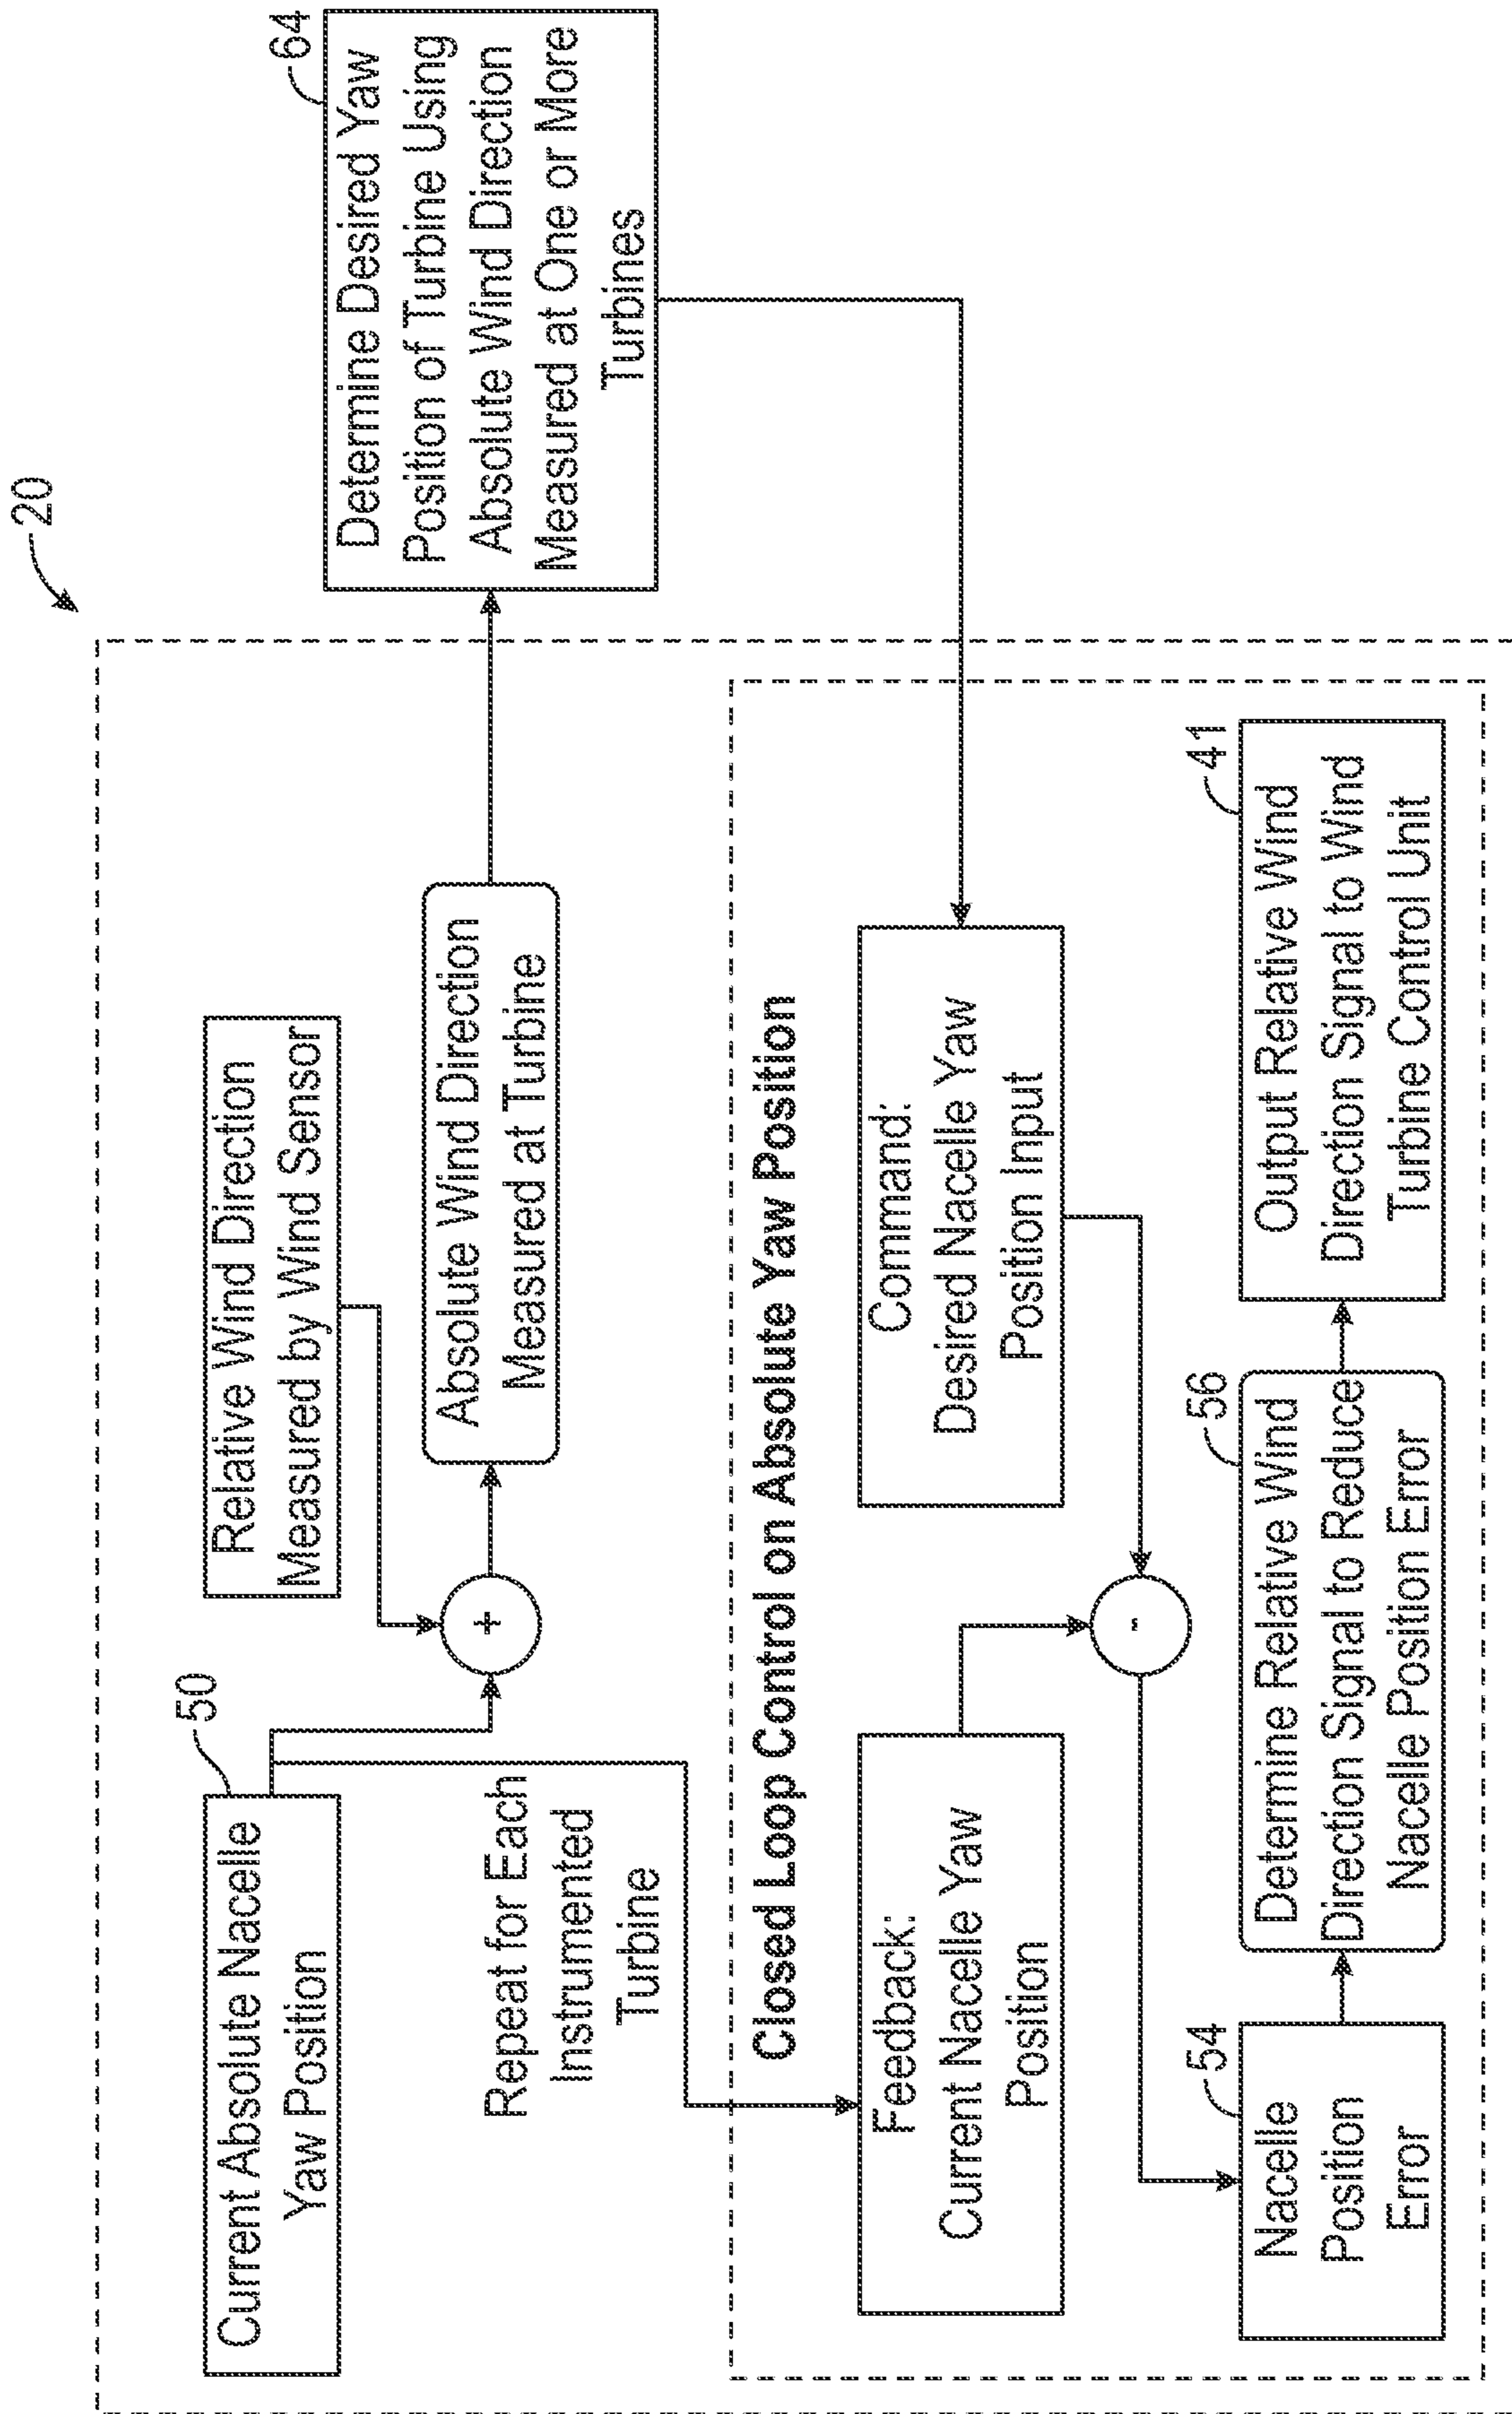 20
50
Current Absolute Nacelle
Yaw Position
Relative Wind Direction
Measured by Wind Sensor
+
Absolute Wind Direction
Measured at Turbine
64
Determine Desired Yaw
Position of Turbine Using
Absolute Wind Direction
Measured at One or More
Turbines
Repeat for Each
Instrumented
Turbine
Closed Loop Control on Absolute Yaw Position
Feedback:
Current Nacelle Yaw
Position
Command:
Desired Nacelle Yaw
Position Input
-
54
Nacelle
Position
Error
56
Determine Relative Wind
Direction Signal to Reduce
Nacelle Position Error
41
Output Relative Wind
Direction Signal to Wind
Turbine Control Unit